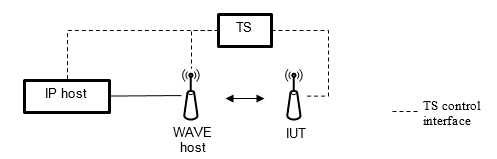 TS
IP host
WAVE
host
IUT
TS control
interface